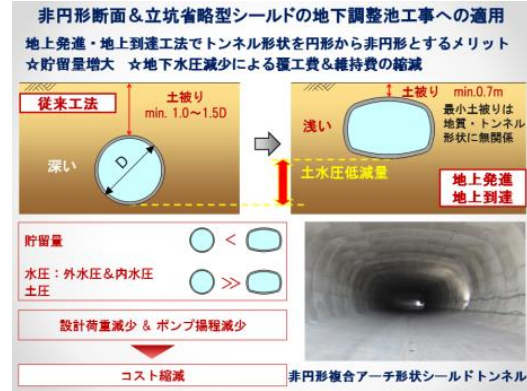 非円形断面＆立坑省略型シールドの地下調整池工事への適用
地上発進・地上到達工法でトンネル形状を円形から非円形とするメリット
☆貯留量増大 ☆地下水圧減少による覆工費＆維持費の縮減
従来工法
土被り
min. 1.0～1.5D
深い
D
土被り min.0.7m
浅い
最小土被りは
地質・トンネル
形状に無関係
土水圧低減量
地上発進
地上到達
貯留量 <
水圧：外水圧＆内水圧
土圧 >>
設計荷重減少 & ポンプ揚程減少
コスト縮減
非円形複合アーチ形状シールドトンネル